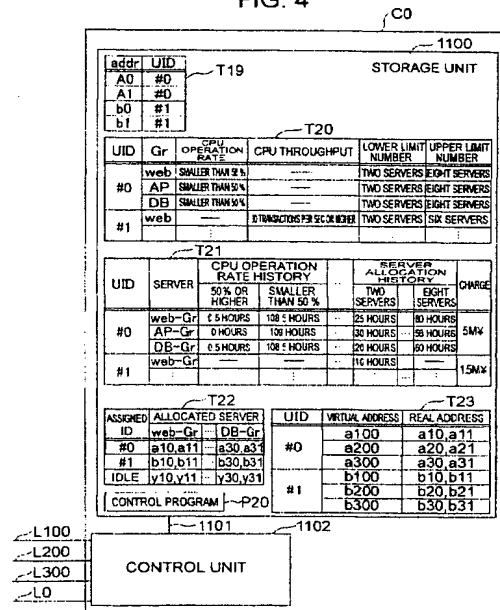 FIG. 4
C0
1100
STORAGE UNIT
addr UID
A0 #0
A1 #0
b0 #1
b1 #1
T19
T20
UID Gr CPU OPERATION RATE CPU THROUGHPUT LOWER LIMIT NUMBER UPPER LIMIT NUMBER
#0 web SMALLER THAN 50 % — TWO SERVERS EIGHT SERVERS
AP SMALLER THAN 50 % — TWO SERVERS EIGHT SERVERS
DB SMALLER THAN 50 % — TWO SERVERS EIGHT SERVERS
#1 web — TRANSACTIONS PER SEC OR HIGHER TWO SERVERS SIX SERVERS
T21
UID SERVER CPU OPERATION RATE HISTORY SERVER ALLOCATION HISTORY CHARGE
50 % OR HIGHER SMALLER THAN 50 % TWO SERVERS EIGHT SERVERS
#0 web-Gr 0.5 HOURS 108.5 HOURS 25 HOURS 80 HOURS 5M¥
AP-Gr 0 HOURS 109 HOURS 30 HOURS 56 HOURS
DB-Gr 0.5 HOURS 108.5 HOURS 20 HOURS 60 HOURS
#1 web-Gr — — 10 HOURS — 1.5M¥
T22
ASSIGNED ID ALLOCATED SERVER
web-Gr DB-Gr
#0 a10,a11 a30,a31
#1 b10,b11 b30,b31
IDLE y10,y11 y30,y31
CONTROL PROGRAM P20
T23
UID VIRTUAL ADDRESS REAL ADDRESS
#0 a100 a10,a11
a200 a20,a21
a300 a30,a31
#1 b100 b10,b11
b200 b20,b21
b300 b30,b31
1101
1102
L100
L200
L300
L0
CONTROL UNIT